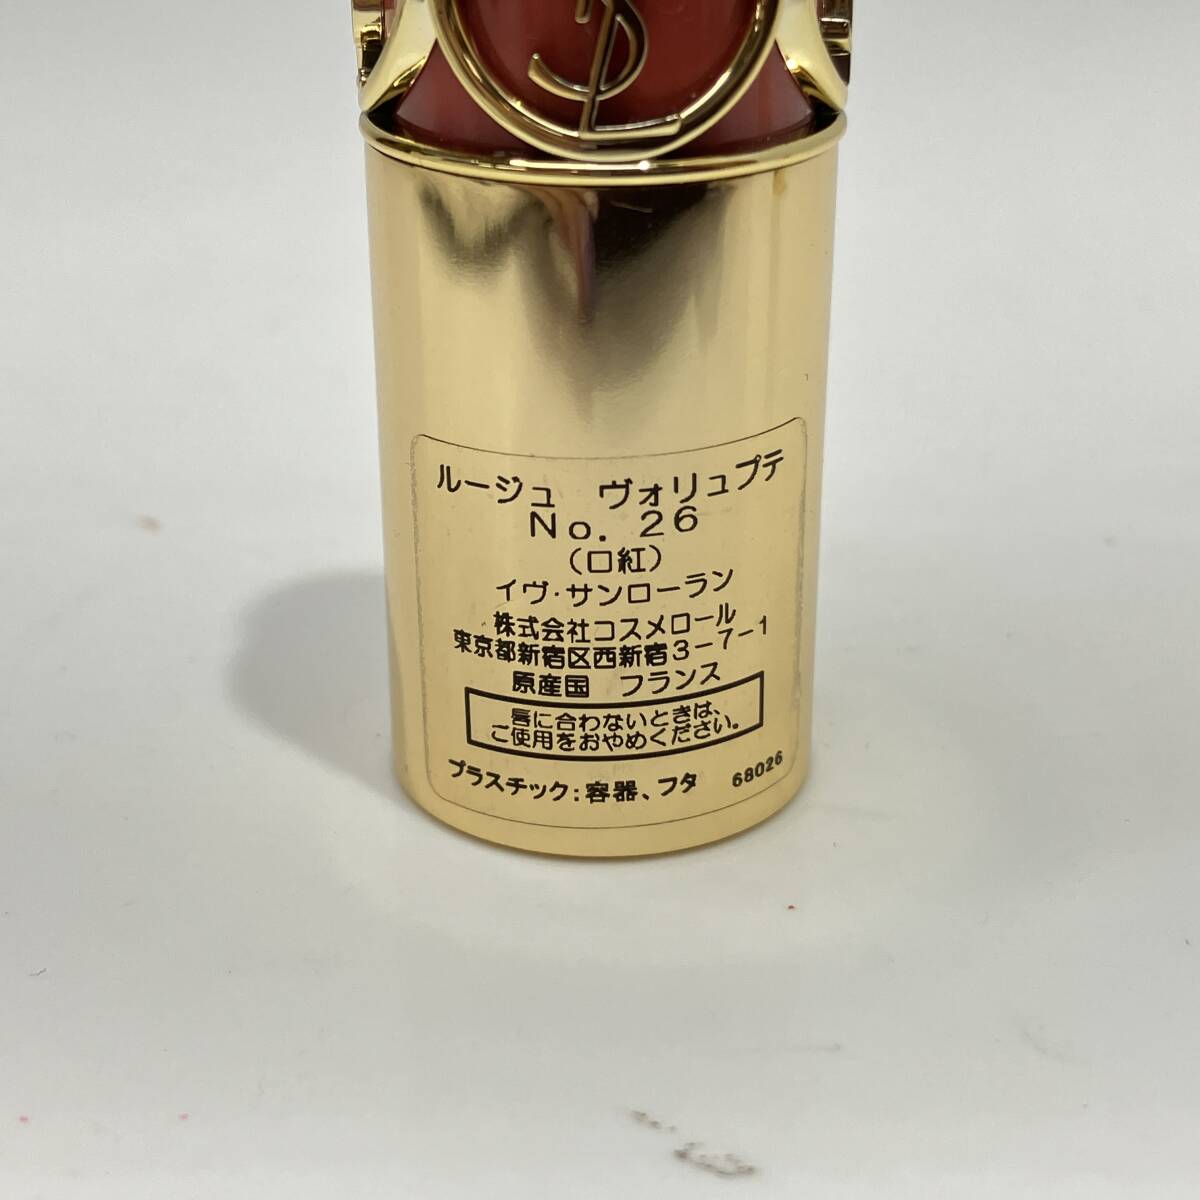 ルージュ　ヴォリュプテ
No. 26
（口紅）
イヴ・サンローラン
株式会社コスメロール
東京都新宿区西新宿3-7-1
原産国　フランス
唇に合わないときは、
ご使用をおやめください。
プラスチック：容器、フタ　68026